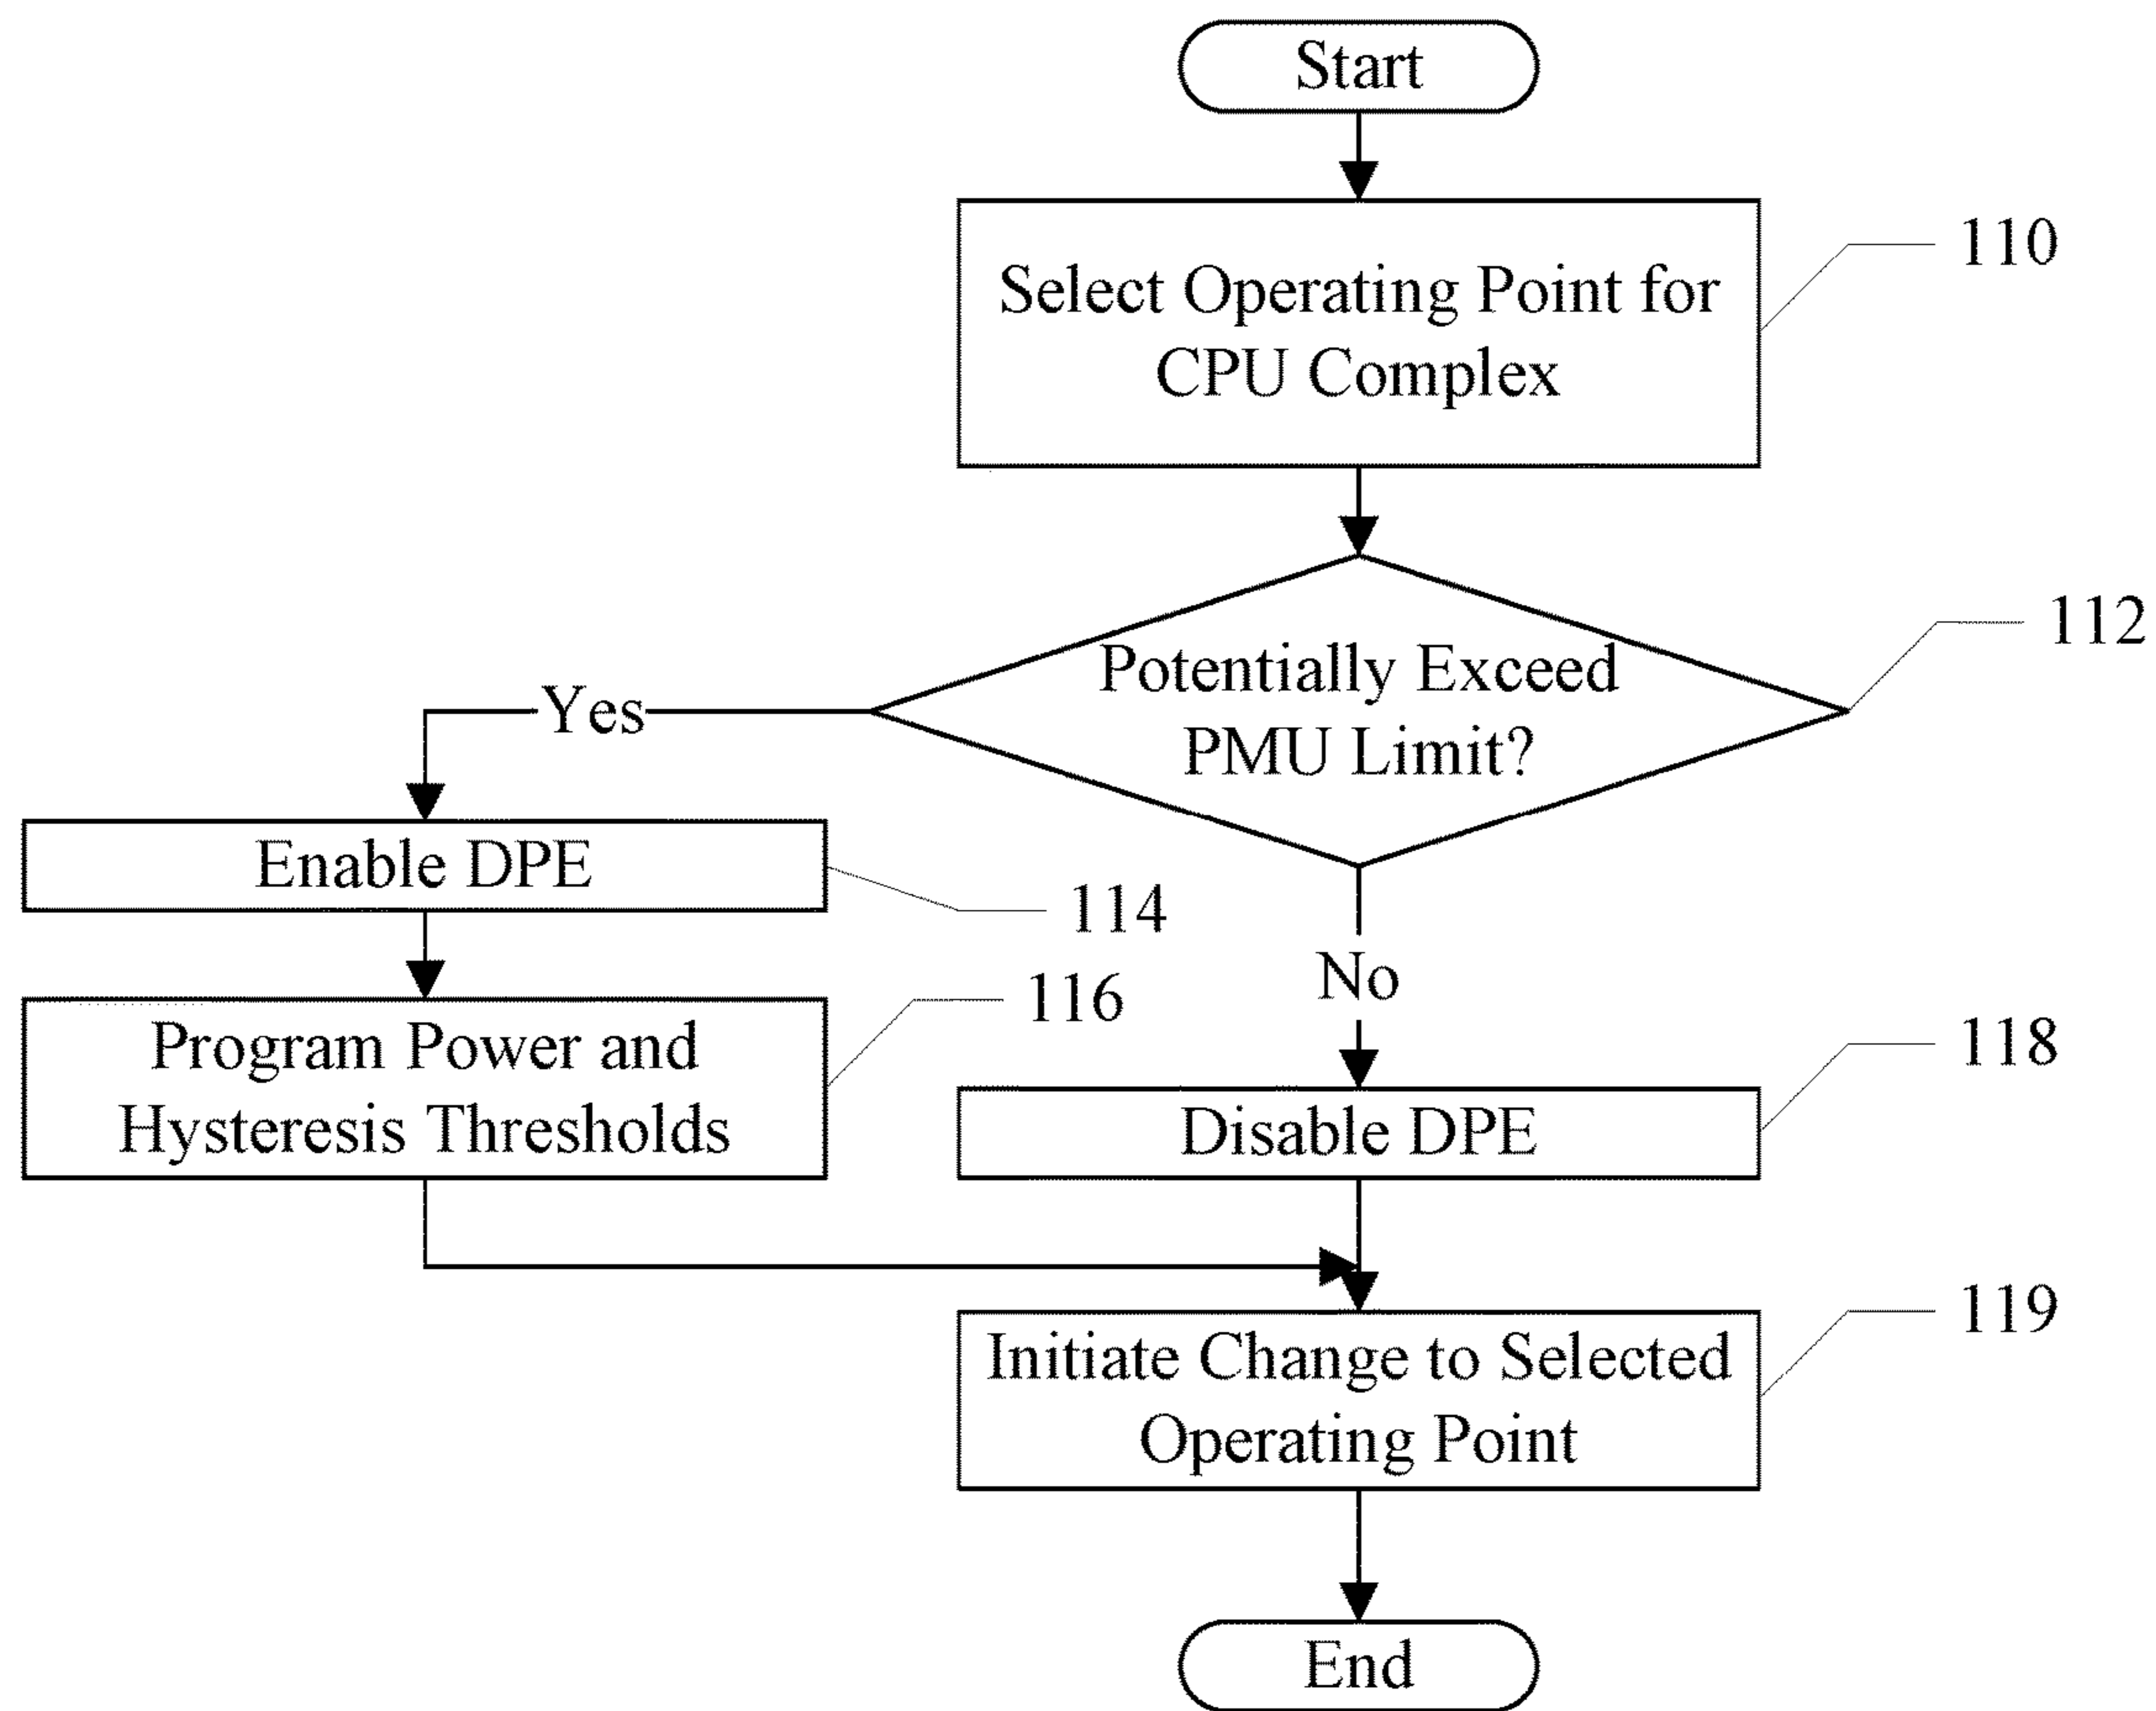 Start
Select Operating Point for
CPU Complex
110
Potentially Exceed
PMU Limit?
112
Yes
Enable DPE
114
No
Program Power and
Hysteresis Thresholds
116
Disable DPE
118
Initiate Change to Selected
Operating Point
119
End